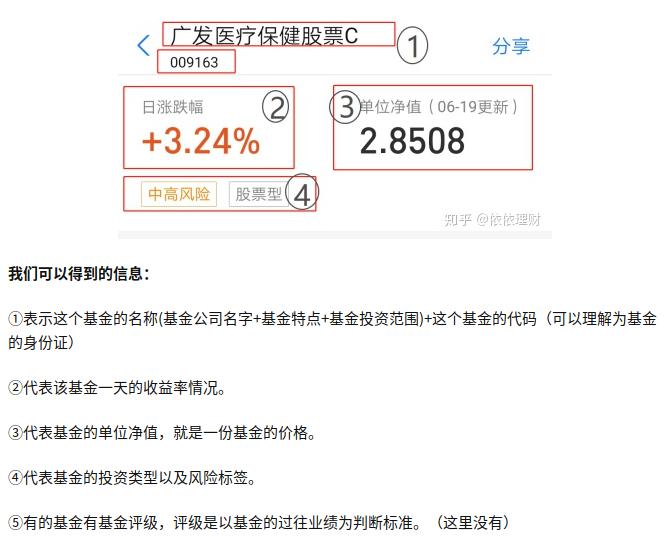 广发医疗保健股票C
①
分享
009163
日涨跌幅
②
③
单位净值（06-19更新）
+3.24%
2.8508
中高风险
股票型
④
知乎 @依依理财
我们可以得到的信息：
①表示这个基金的名称(基金公司名字+基金特点+基金投资范围)+这个基金的代码（可以理解为基金
的身份证）
②代表该基金一天的收益率情况。
③代表基金的单位净值，就是一份基金的价格。
④代表基金的投资类型以及风险标签。
⑤有的基金有基金评级，评级是以基金的过往业绩为判断标准。（这里没有）